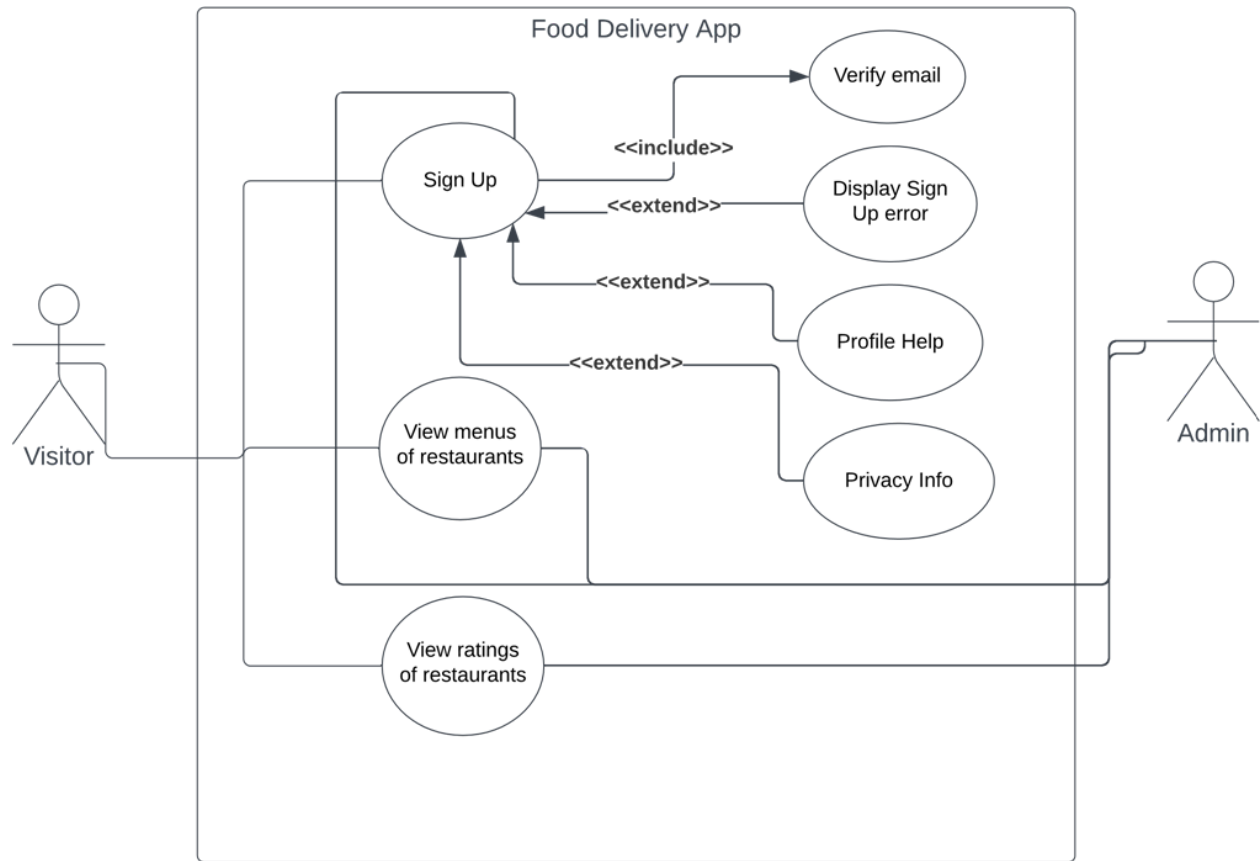 Food Delivery App
Verify email
<<include>>
Sign Up
Display Sign
Up error
<<extend>>
<<extend>>
Profile Help
<<extend>>
View menus
of restaurants
Visitor
Admin
Privacy Info
View ratings
of restaurants